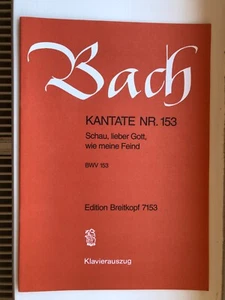 Bach
KANTATE NR. 153
Schau, lieber Gott,
wie meine Feind
BWV 153
Edition Breitkopf 7153
Klavierauszug